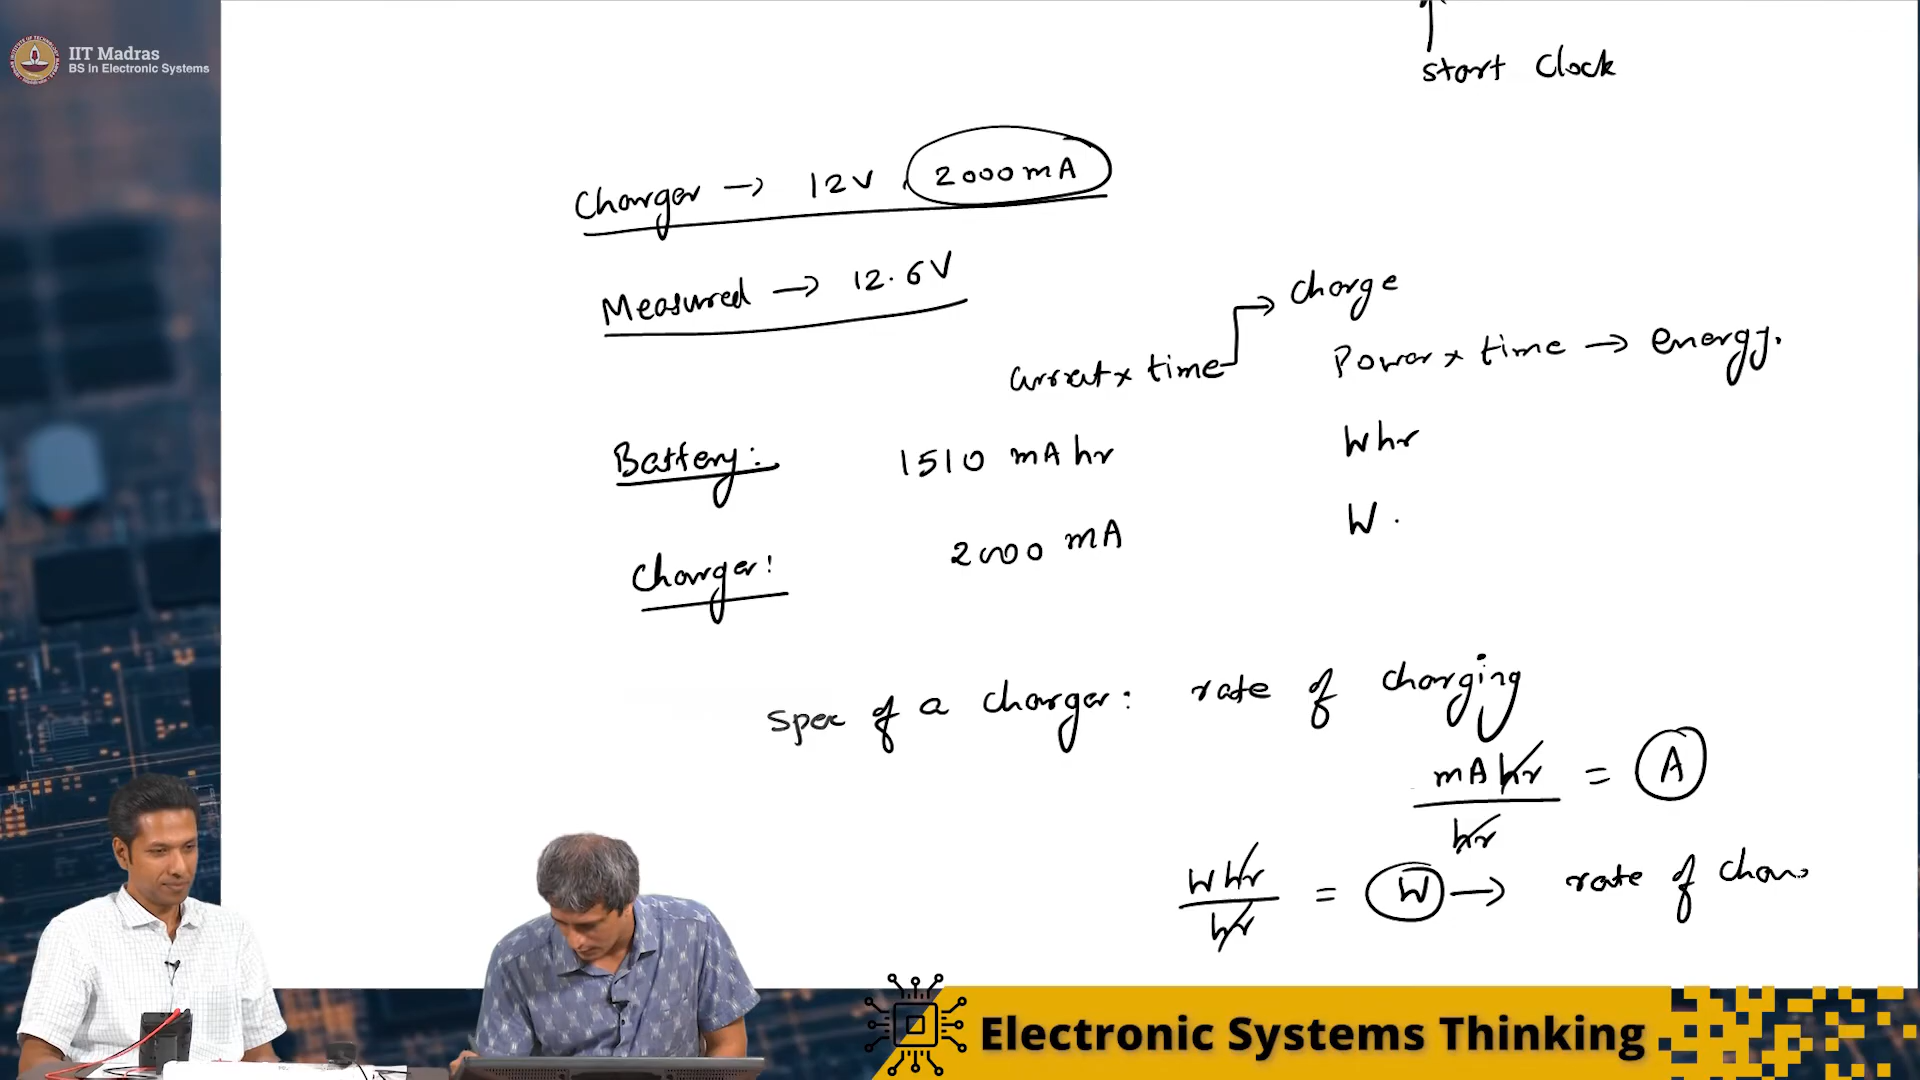 IIT Madras
BS in Electronic Systems
start Clock
Charger → 12V, 2000mA
Measured → 12.6V
Current x time → charge
Power x time → energy.
Battery: 1510 mA hr Whr
Charger: 2000 mA W.
Spec of a charger: rate of charging
mAhr / hr = A
Whr / hr = W → rate of char
Electronic Systems Thinking